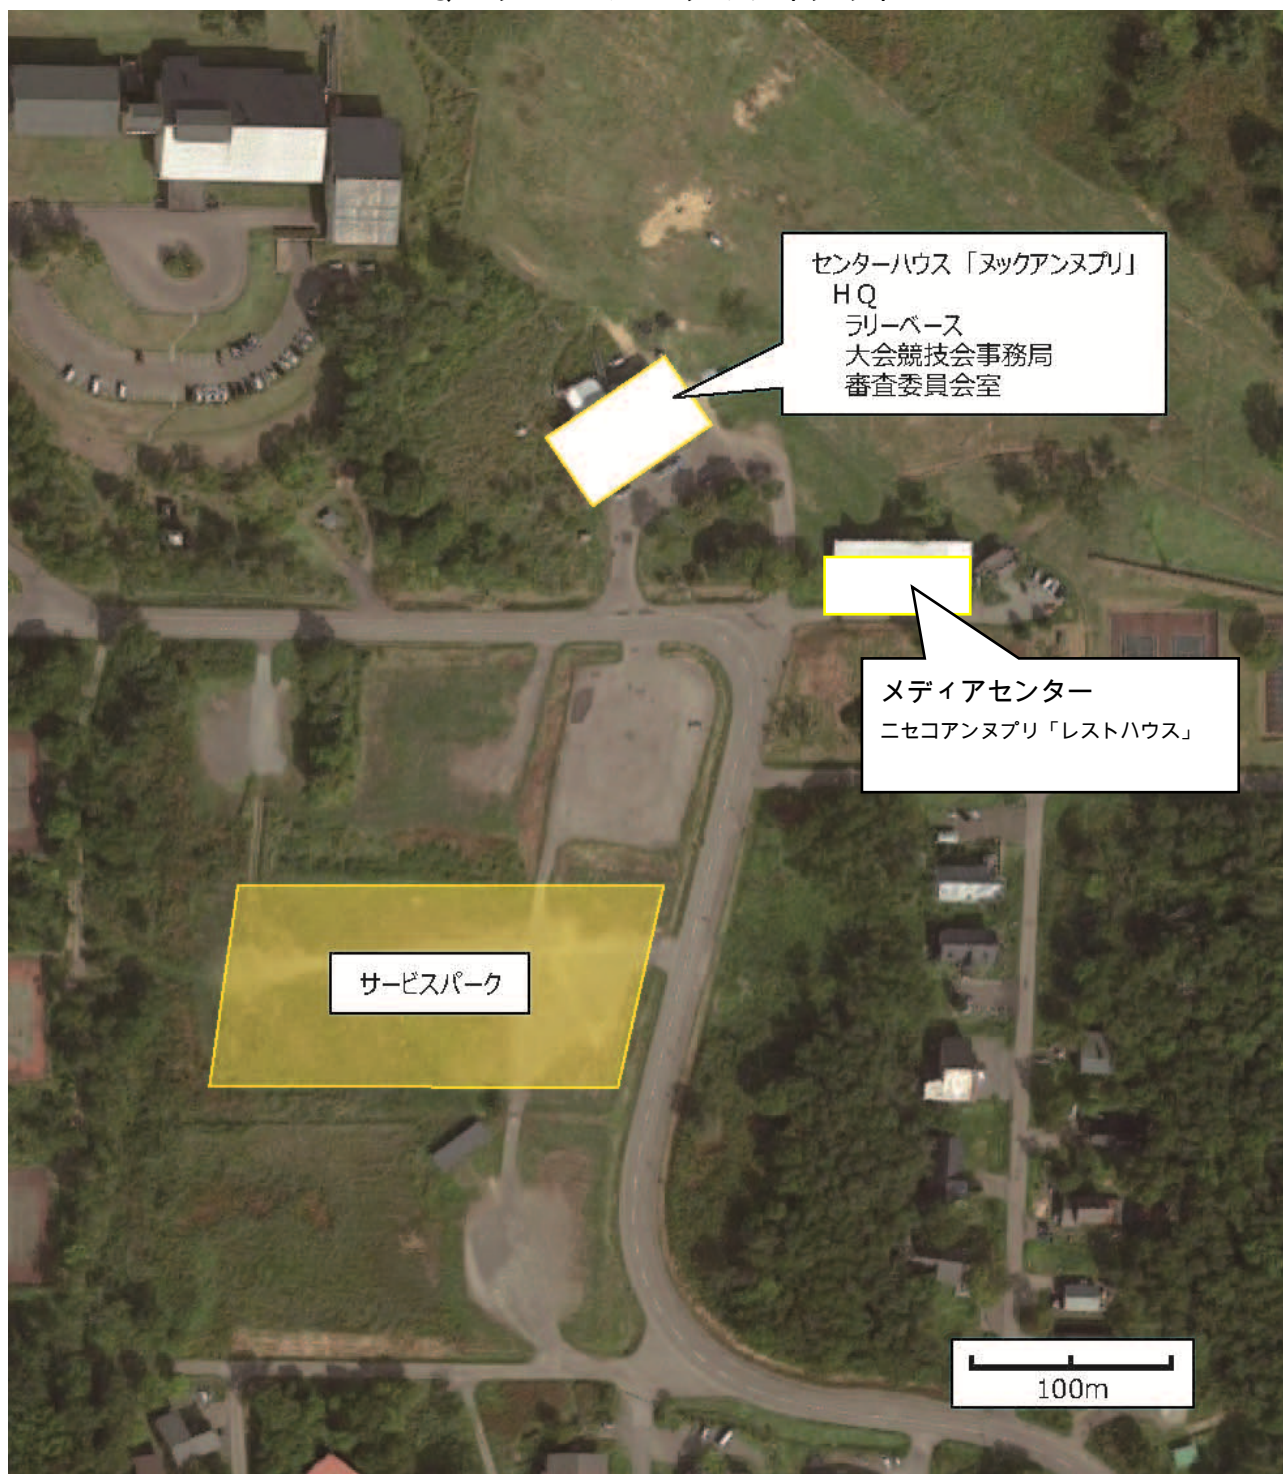 センターハウス「ヌックアンヌプリ」
HQ
ラリーベース
大会競技会事務局
審査委員会室
メディアセンター
ニセコアンヌプリ「レストハウス」
サービスパーク
100m